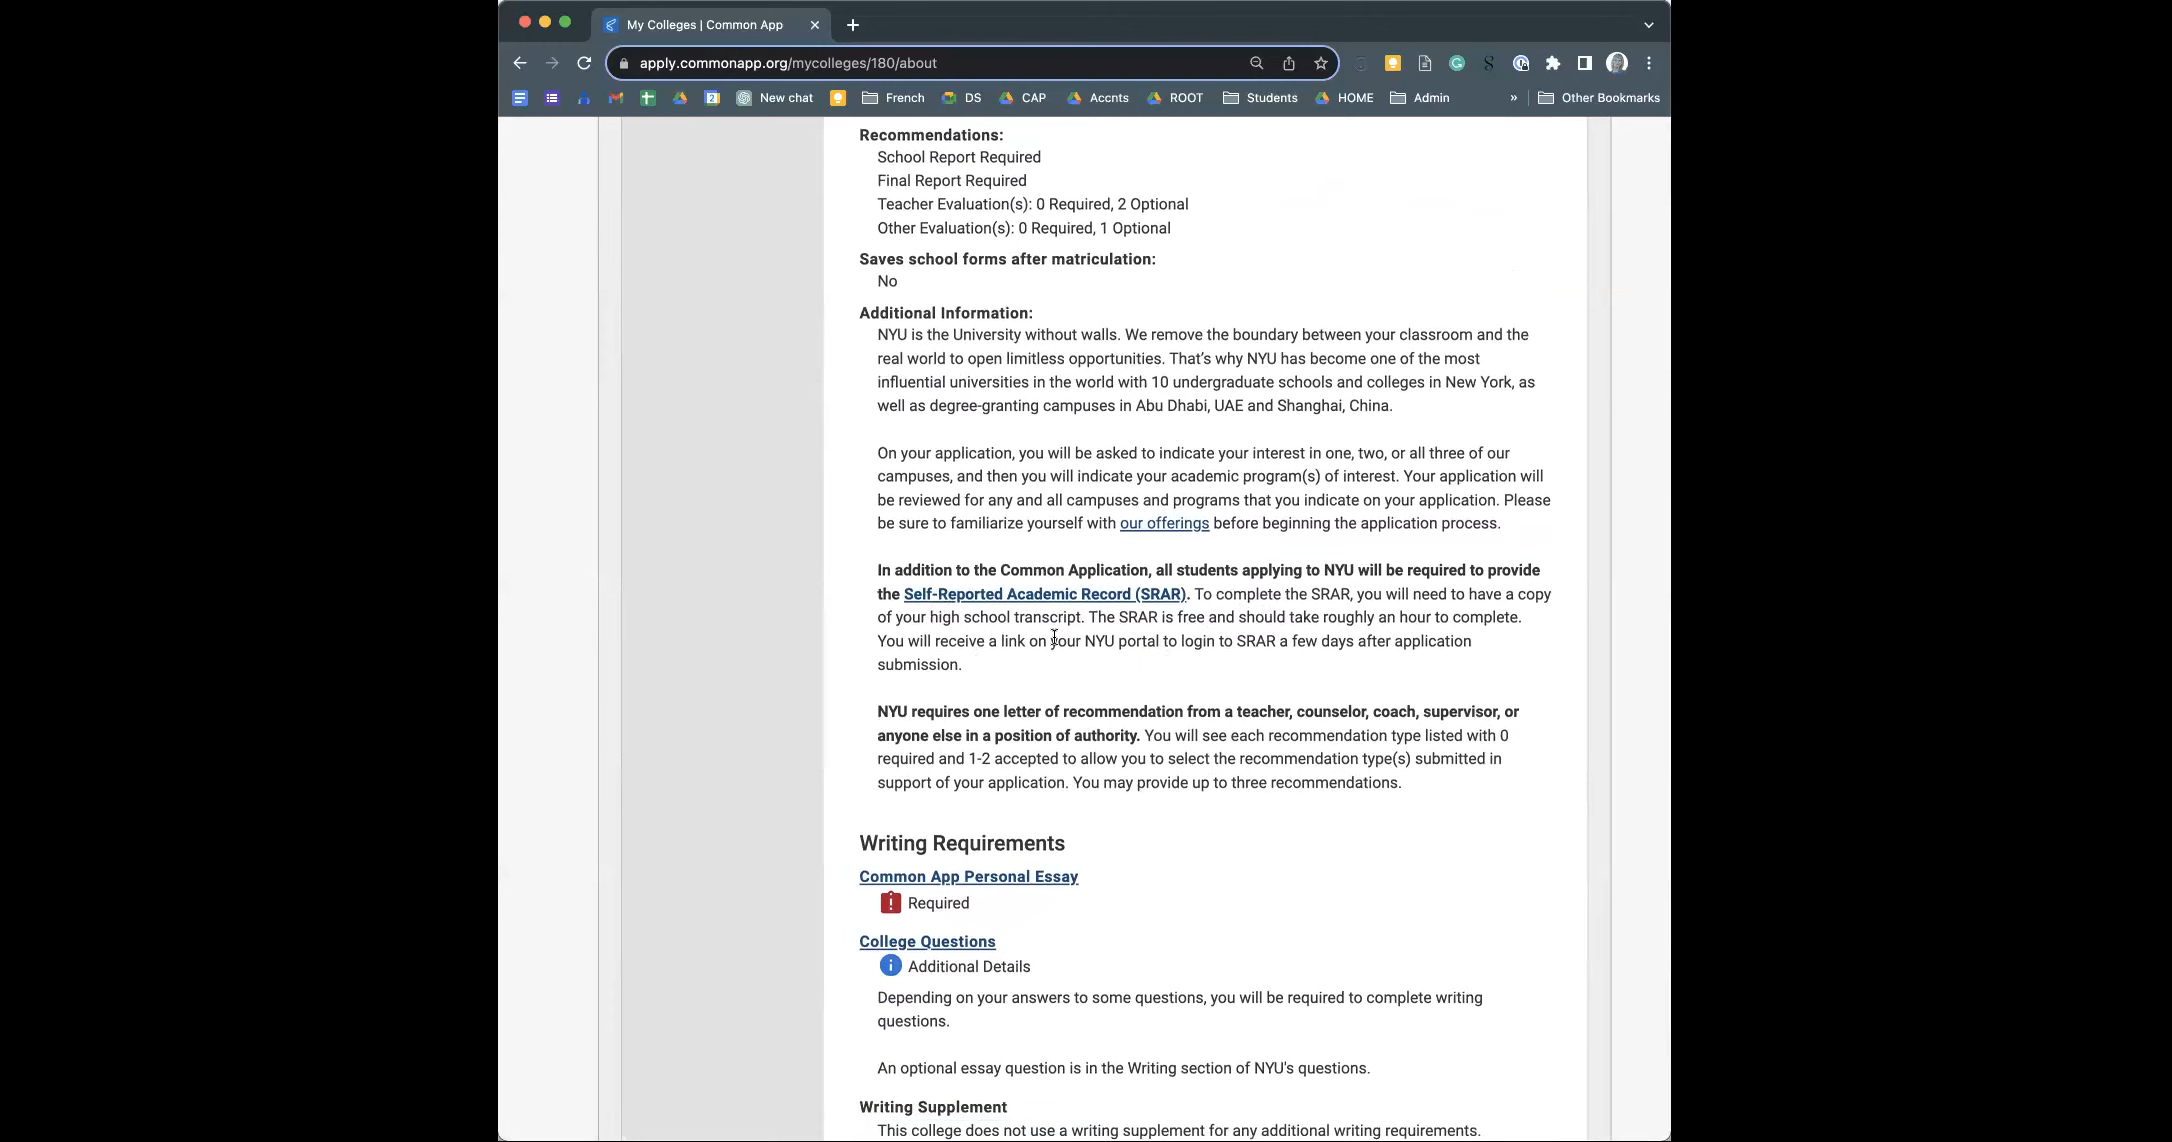 My Colleges | Common App
apply.commonapp.org/mycolleges/180/about
New chat French DS CAP Accnts ROOT Students HOME Admin » Other Bookmarks
Recommendations:
School Report Required
Final Report Required
Teacher Evaluation(s): 0 Required, 2 Optional
Other Evaluation(s): 0 Required, 1 Optional
Saves school forms after matriculation:
No
Additional Information:
NYU is the University without walls. We remove the boundary between your classroom and the
real world to open limitless opportunities. That’s why NYU has become one of the most
influential universities in the world with 10 undergraduate schools and colleges in New York, as
well as degree-granting campuses in Abu Dhabi, UAE and Shanghai, China.
On your application, you will be asked to indicate your interest in one, two, or all three of our
campuses, and then you will indicate your academic program(s) of interest. Your application will
be reviewed for any and all campuses and programs that you indicate on your application. Please
be sure to familiarize yourself with our offerings before beginning the application process.
In addition to the Common Application, all students applying to NYU will be required to provide
the Self-Reported Academic Record (SRAR). To complete the SRAR, you will need to have a copy
of your high school transcript. The SRAR is free and should take roughly an hour to complete.
You will receive a link on your NYU portal to login to SRAR a few days after application
submission.
NYU requires one letter of recommendation from a teacher, counselor, coach, supervisor, or
anyone else in a position of authority. You will see each recommendation type listed with 0
required and 1-2 accepted to allow you to select the recommendation type(s) submitted in
support of your application. You may provide up to three recommendations.
Writing Requirements
Common App Personal Essay
Required
College Questions
Additional Details
Depending on your answers to some questions, you will be required to complete writing
questions.
An optional essay question is in the Writing section of NYU's questions.
Writing Supplement
This college does not use a writing supplement for any additional writing requirements.